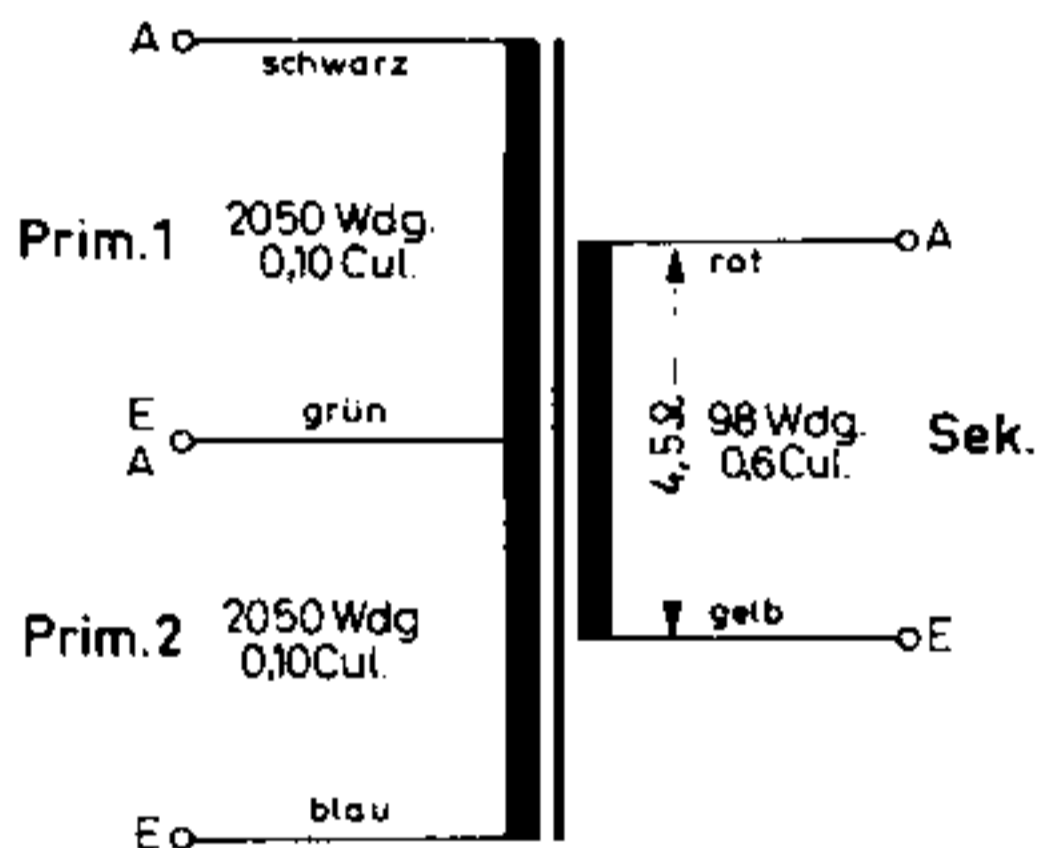 A
schwarz
Prim.1
2050 Wdg.
0,10 Cul.
E
A
grün
Prim.2
2050 Wdg
0,10 Cul.
blau
E
A
rot
4,5Ω
98 Wdg.
0,6 Cul.
Sek.
gelb
E